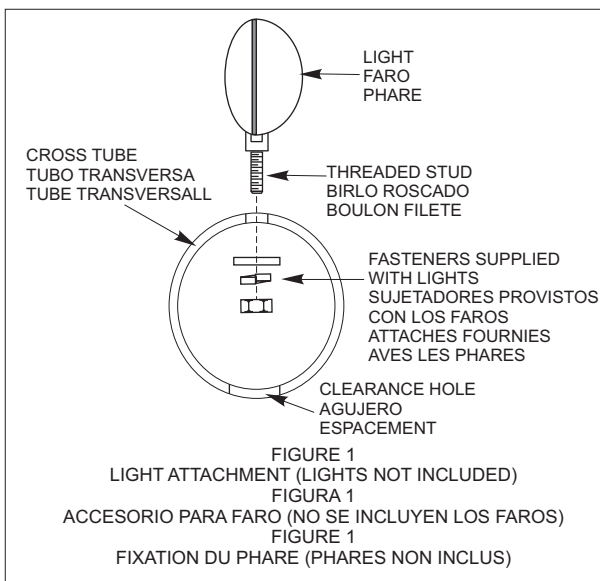 LIGHT
FARO
PHARE
CROSS TUBE
TUBO TRANSVERSA
TUBE TRANSVERSALL
THREADED STUD
BIRLO ROSCADO
BOULON FILETE
FASTENERS SUPPLIED
WITH LIGHTS
SUJETADORES PROVISTOS
CON LOS FAROS
ATTACHES FOURNIES
AVES LES PHARES
CLEARANCE HOLE
AGUJERO
ESPACEMENT
FIGURE 1
LIGHT ATTACHMENT (LIGHTS NOT INCLUDED)
FIGURA 1
ACCESORIO PARA FARO (NO SE INCLUYEN LOS FAROS)
FIGURE 1
FIXATION DU PHARE (PHARES NON INCLUS)